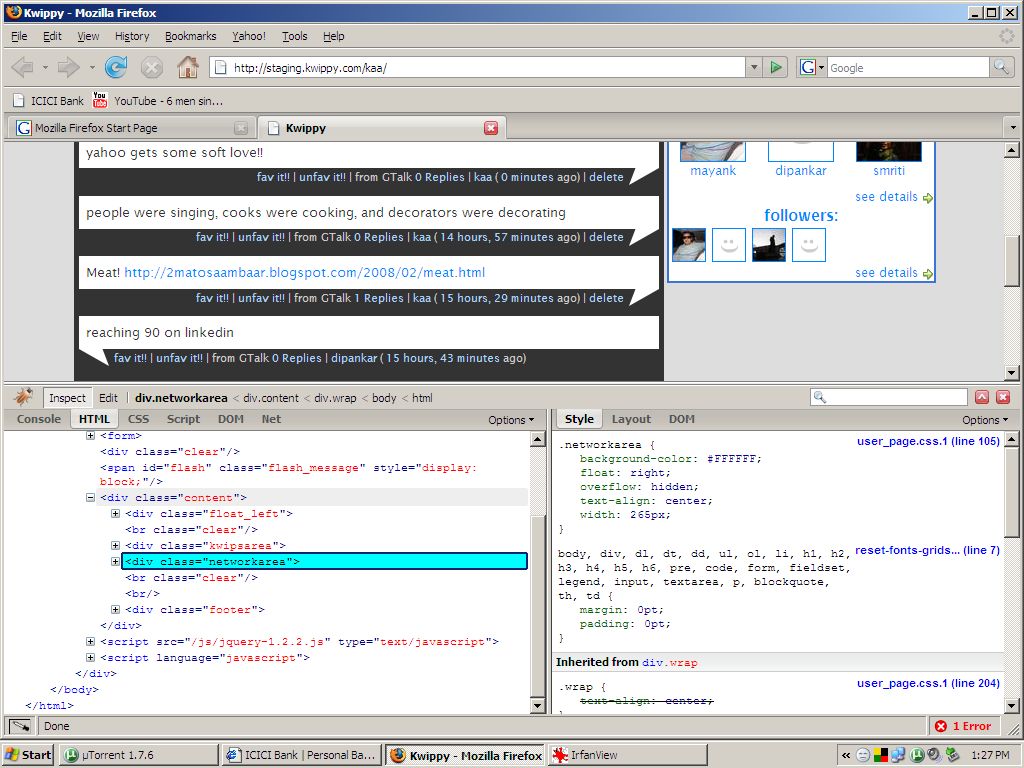 Kwippy - Mozilla Firefox
File Edit View History Bookmarks Yahoo! Tools Help
http://staging.kwippy.com/kaa/
G Google
ICICI Bank You Tube YouTube - 6 men sin...
G Mozilla Firefox Start Page Kwippy
yahoo gets some soft love!!
fav it!! | unfav it!! | from GTalk 0 Replies | kaa ( 0 minutes ago) | delete
people were singing, cooks were cooking, and decorators were decorating
fav it!! | unfav it!! | from GTalk 0 Replies | kaa ( 14 hours, 57 minutes ago) | delete
Meat! http://2matosaambaar.blogspot.com/2008/02/meat.html
fav it!! | unfav it!! | from GTalk 1 Replies | kaa ( 15 hours, 29 minutes ago) | delete
reaching 90 on linkedin
fav it!! | unfav it!! | from GTalk 0 Replies | dipankar ( 15 hours, 43 minutes ago)
mayank dipankar smriti
see details
followers:
see details
Inspect Edit div.networkarea < div.content < div.wrap < body < html
Console HTML CSS Script DOM Net Options
<form>
<div class="clear"/>
<span id="flash" class="flash_message" style="display:
block;"/>
<div class="content">
<div class="float_left">
<br class="clear"/>
<div class="kwipsarea">
<div class="networkarea">
<br class="clear"/>
<br/>
<div class="footer">
</div>
<script src="/js/jquery-1.2.2.js" type="text/javascript">
<script language="javascript">
</div>
</body>
</html>
Style Layout DOM Options
.networkarea { user_page.css.1 (line 105)
background-color: #FFFFFF;
float: right;
overflow: hidden;
text-align: center;
width: 265px;
}
body, div, dl, dt, dd, ul, ol, li, h1, h2, reset-fonts-grids... (line 7)
h3, h4, h5, h6, pre, code, form, fieldset,
legend, input, textarea, p, blockquote,
th, td {
margin: 0pt;
padding: 0pt;
}
Inherited from div.wrap
.wrap { user_page.css.1 (line 204)
text-align: center;
Done 1 Error
Start µTorrent 1.7.6 ICICI Bank | Personal Ba... Kwippy - Mozilla Firefox IrfanView « 1:27 PM